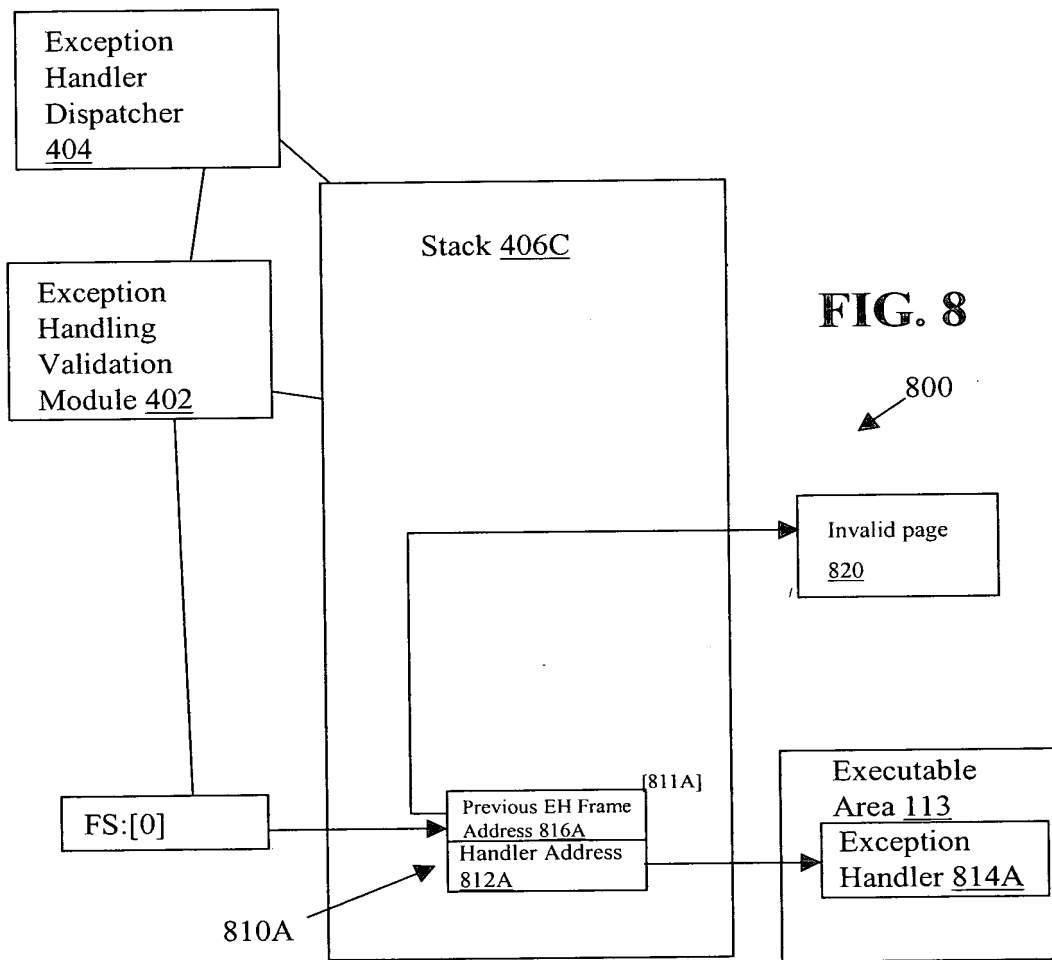 Exception
Handler
Dispatcher
404
Stack 406C
Exception
Handling
Validation
Module 402
FIG. 8
800
Invalid page
820
[811A]
FS:[0]
Previous EH Frame
Address 816A
Handler Address
812A
810A
Executable
Area 113
Exception
Handler 814A